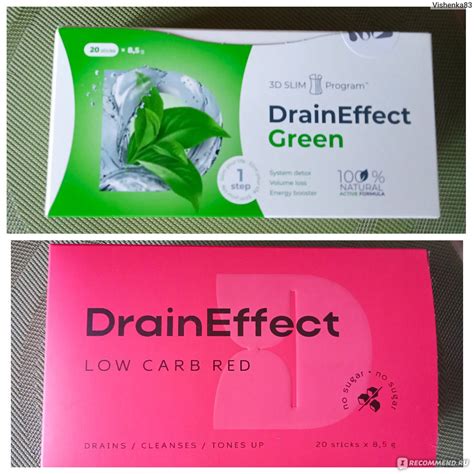 Vishenka83
20 sticks × 8,5 g
3D SLIM Program™
DrainEffect
Green
1
step
System detox
Volume loss
Energy booster
100%
NATURAL
ACTIVE FORMULA
DrainEffect
LOW CARB RED
no sugar • no sugar
DRAINS / CLEANSES / TONES UP
20 sticks x 8,5 g
IRECOMMEND.RU